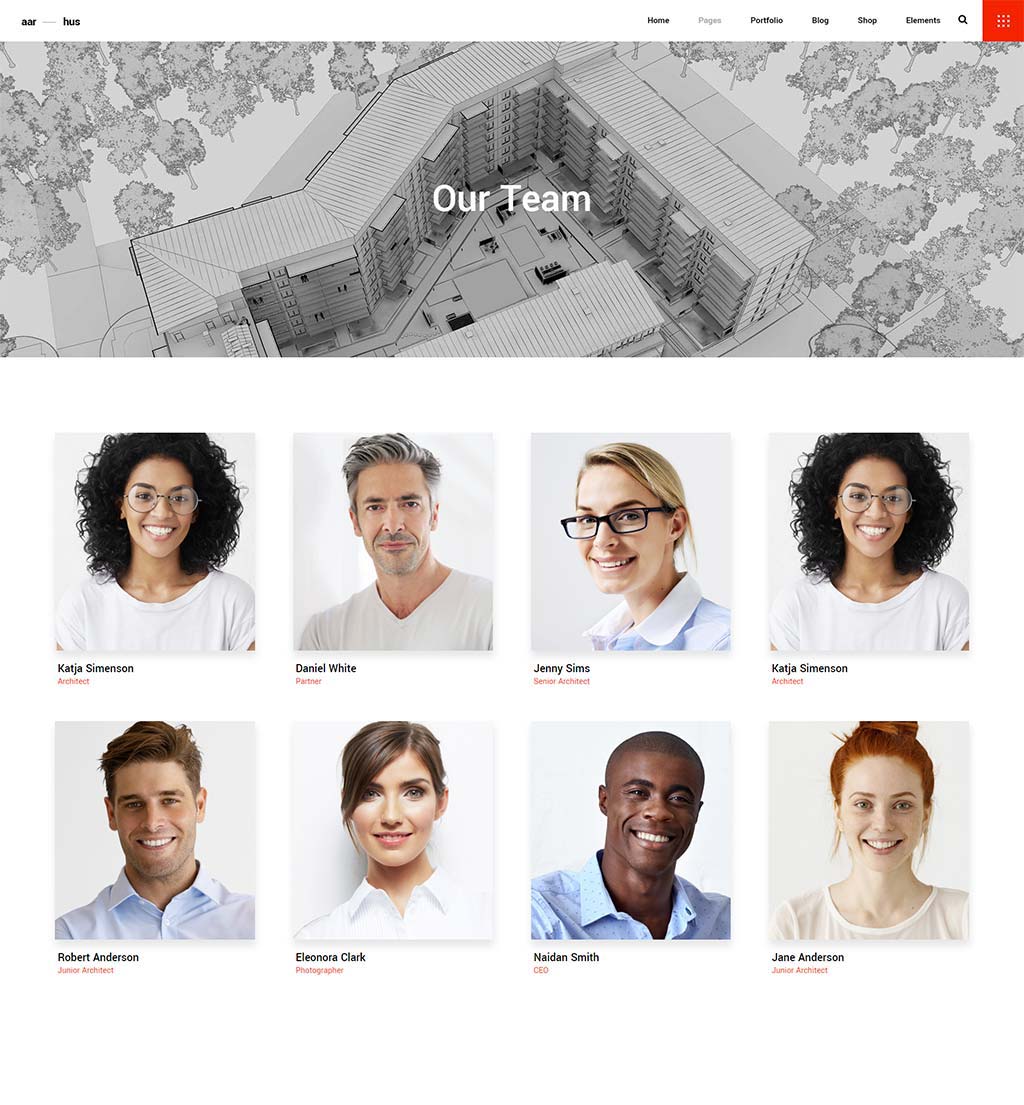 aar — hus
Home Pages Portfolio Blog Shop Elements
Our Team
Katja Simenson
Architect
Daniel White
Partner
Jenny Sims
Senior Architect
Katja Simenson
Architect
Robert Anderson
Junior Architect
Eleonora Clark
Photographer
Naidan Smith
CEO
Jane Anderson
Junior Architect